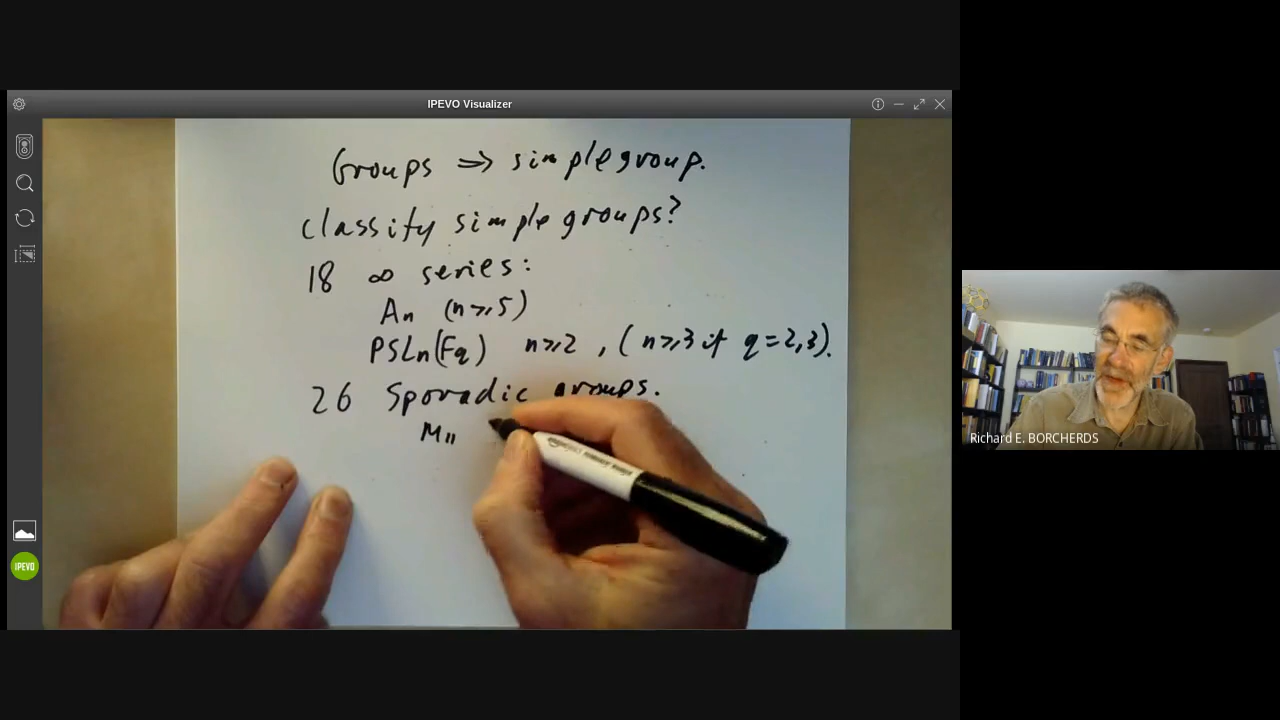 IPEVO Visualizer
Groups ⇒ simple group.
classify simple groups?
18 ∞ series:
An (n≥5)
PSLn(Fq) n≥2, (n≥3 if q=2,3).
26 Sporadic groups.
M11
IPEVO
Richard E. BORCHERDS